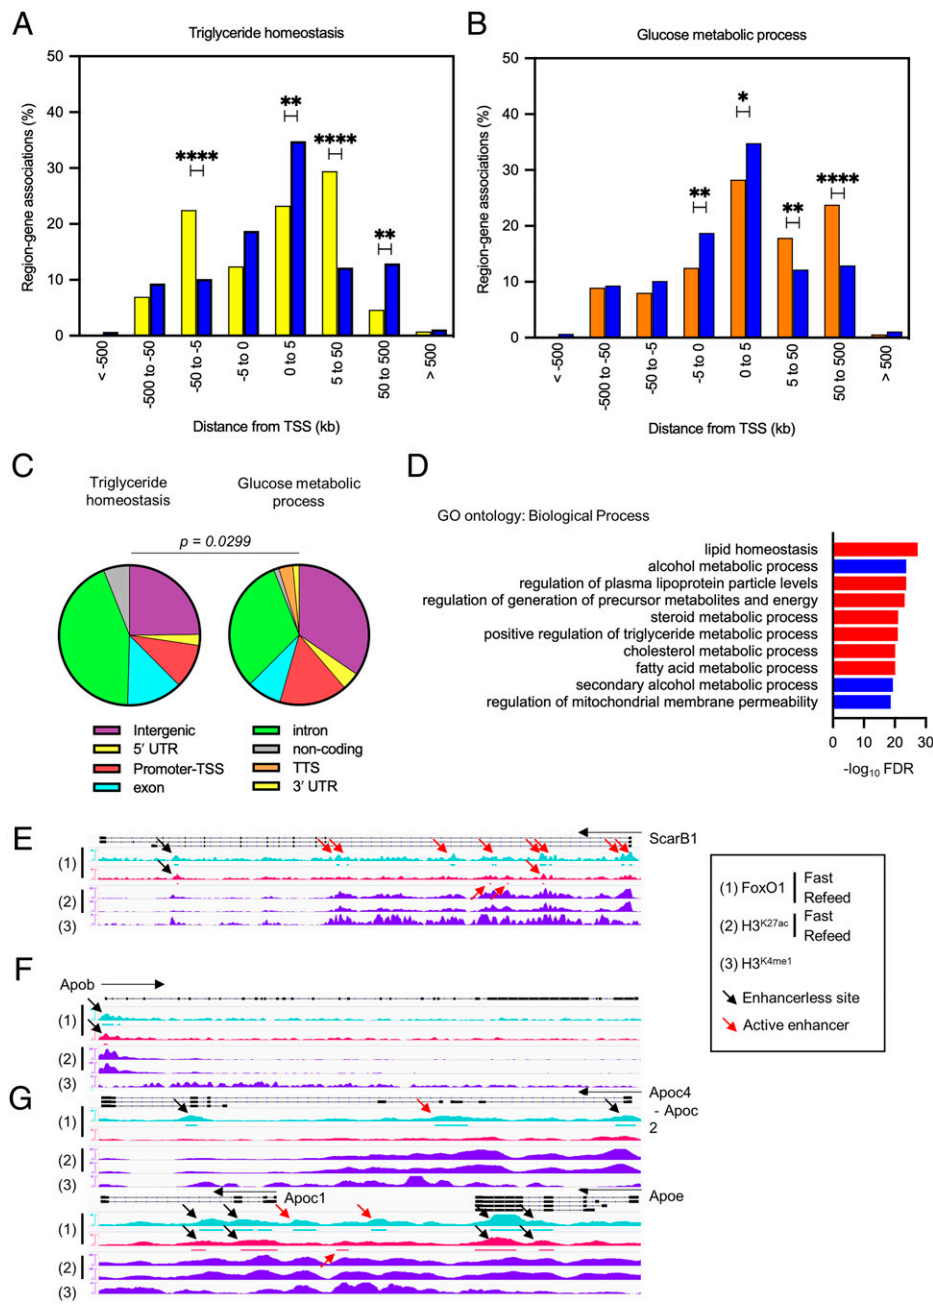 A
Triglyceride homeostasis
Region-gene associations (%)
50
40
30
20
10
0
****
**
****
**
< -500
-500 to -50
-50 to -5
-5 to 0
0 to 5
5 to 50
50 to 500
> 500
Distance from TSS (kb)
B
Glucose metabolic process
Region-gene associations (%)
50
40
30
20
10
0
**
*
**
****
< -500
-500 to -50
-50 to -5
-5 to 0
0 to 5
5 to 50
50 to 500
> 500
Distance from TSS (kb)
C
Triglyceride
homeostasis
Glucose metabolic
process
p = 0.0299
Intergenic
5' UTR
Promoter-TSS
exon
intron
non-coding
TTS
3' UTR
D
GO ontology: Biological Process
lipid homeostasis
alcohol metabolic process
regulation of plasma lipoprotein particle levels
regulation of generation of precursor metabolites and energy
steroid metabolic process
positive regulation of triglyceride metabolic process
cholesterol metabolic process
fatty acid metabolic process
secondary alcohol metabolic process
regulation of mitochondrial membrane permeability
0 10 20 30
-log10 FDR
E
ScarB1
(1)
(2)
(3)
F
Apob
(1)
(2)
(3)
G
Apoc4
- Apoc
2
(1)
(2)
(3)
Apoc1
Apoe
(1)
(2)
(3)
(1) FoxO1
Fast
Refeed
(2) H3K27ac
Fast
Refeed
(3) H3K4me1
Enhancerless site
Active enhancer